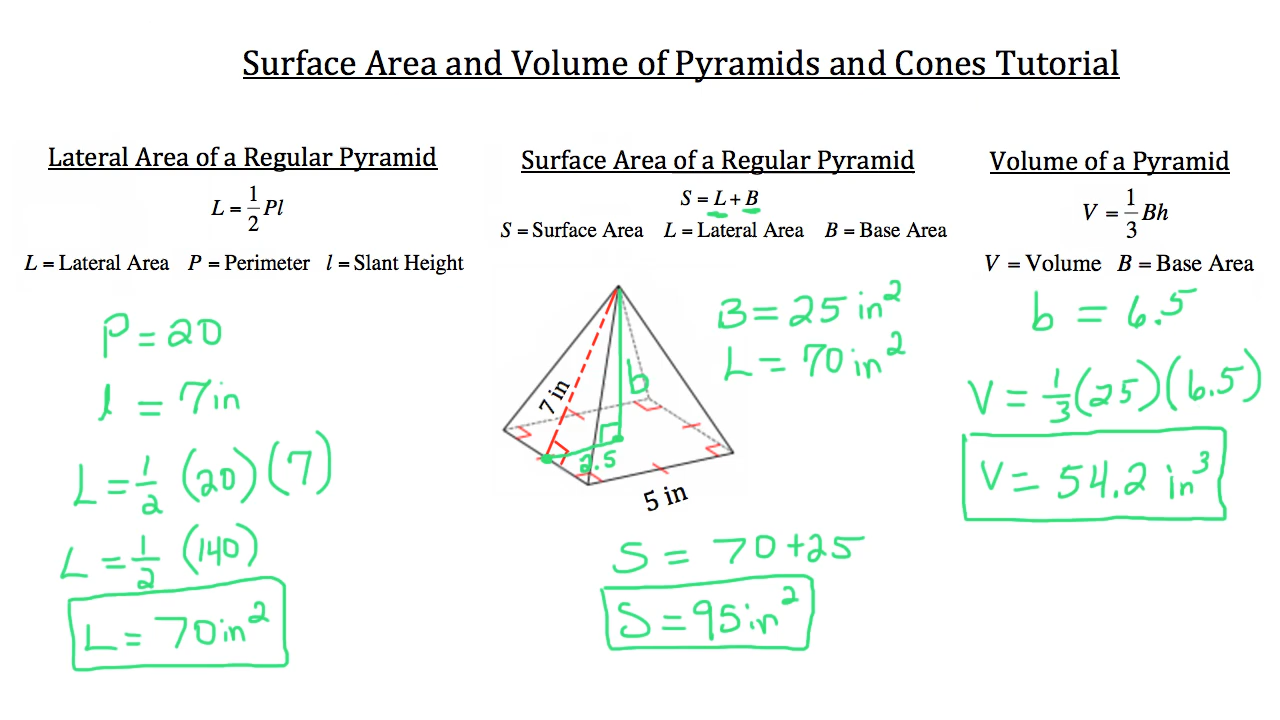 Surface Area and Volume of Pyramids and Cones Tutorial
Lateral Area of a Regular Pyramid
L = 1/2 Pl
L = Lateral Area P = Perimeter l = Slant Height
P = 20
l = 7in
L = 1/2 (20)(7)
L = 1/2 (140)
L = 70in²
Surface Area of a Regular Pyramid
S = L + B
S = Surface Area L = Lateral Area B = Base Area
B = 25 in²
L = 70in²
7 in
b
2.5
5 in
S = 70+25
S = 95in²
Volume of a Pyramid
V = 1/3 Bh
V = Volume B = Base Area
b = 6.5
V = 1/3(25)(6.5)
V = 54.2 in³